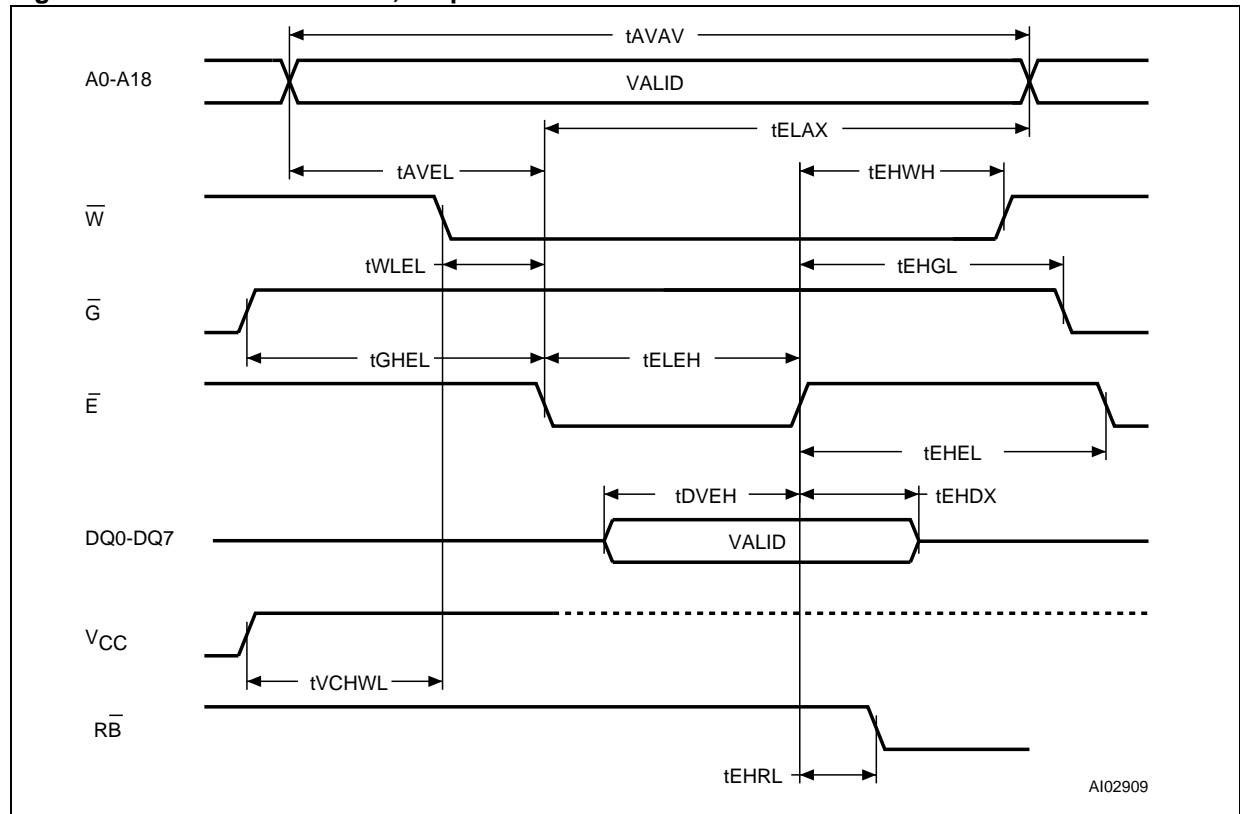 tAVAV
A0-A18
VALID
tELAX
tAVEL
tEHWH
W̅
tWLEL
tEHGL
G̅
tGHEL
tELEH
E̅
tEHEL
tDVEH
tEHDX
DQ0-DQ7
VALID
VCC
tVCHWL
RB̅
tEHRL
AI02909